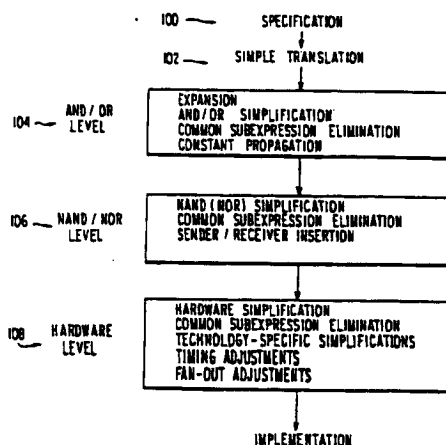 100 SPECIFICATION
102 SIMPLE TRANSLATION
104 AND/OR LEVEL
EXPANSION
AND/OR SIMPLIFICATION
COMMON SUBEXPRESSION ELIMINATION
CONSTANT PROPAGATION
106 NAND/NOR LEVEL
NAND (NOR) SIMPLIFICATION
COMMON SUBEXPRESSION ELIMINATION
SENDER/RECEIVER INSERTION
108 HARDWARE LEVEL
HARDWARE SIMPLIFICATION
COMMON SUBEXPRESSION ELIMINATION
TECHNOLOGY-SPECIFIC SIMPLIFICATIONS
TIMING ADJUSTMENTS
FAN-OUT ADJUSTMENTS
IMPLEMENTATION